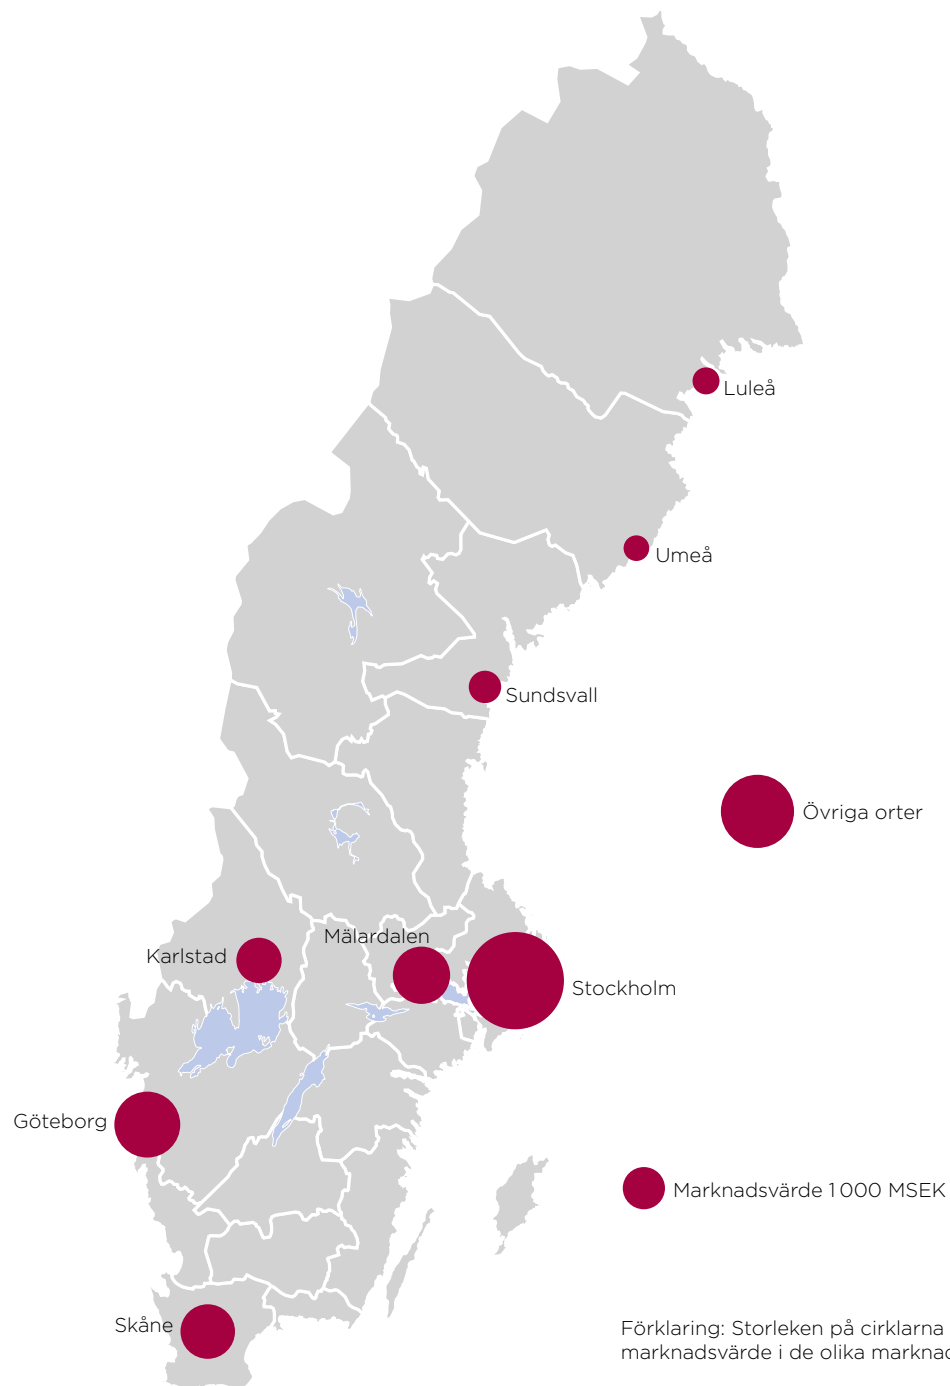 Luleå
Umeå
Sundsvall
Övriga orter
Mälardalen
Karlstad
Stockholm
Göteborg
Marknadsvärde 1 000 MSEK
Skåne
Förklaring: Storleken på cirklarna
marknadsvärde i de olika